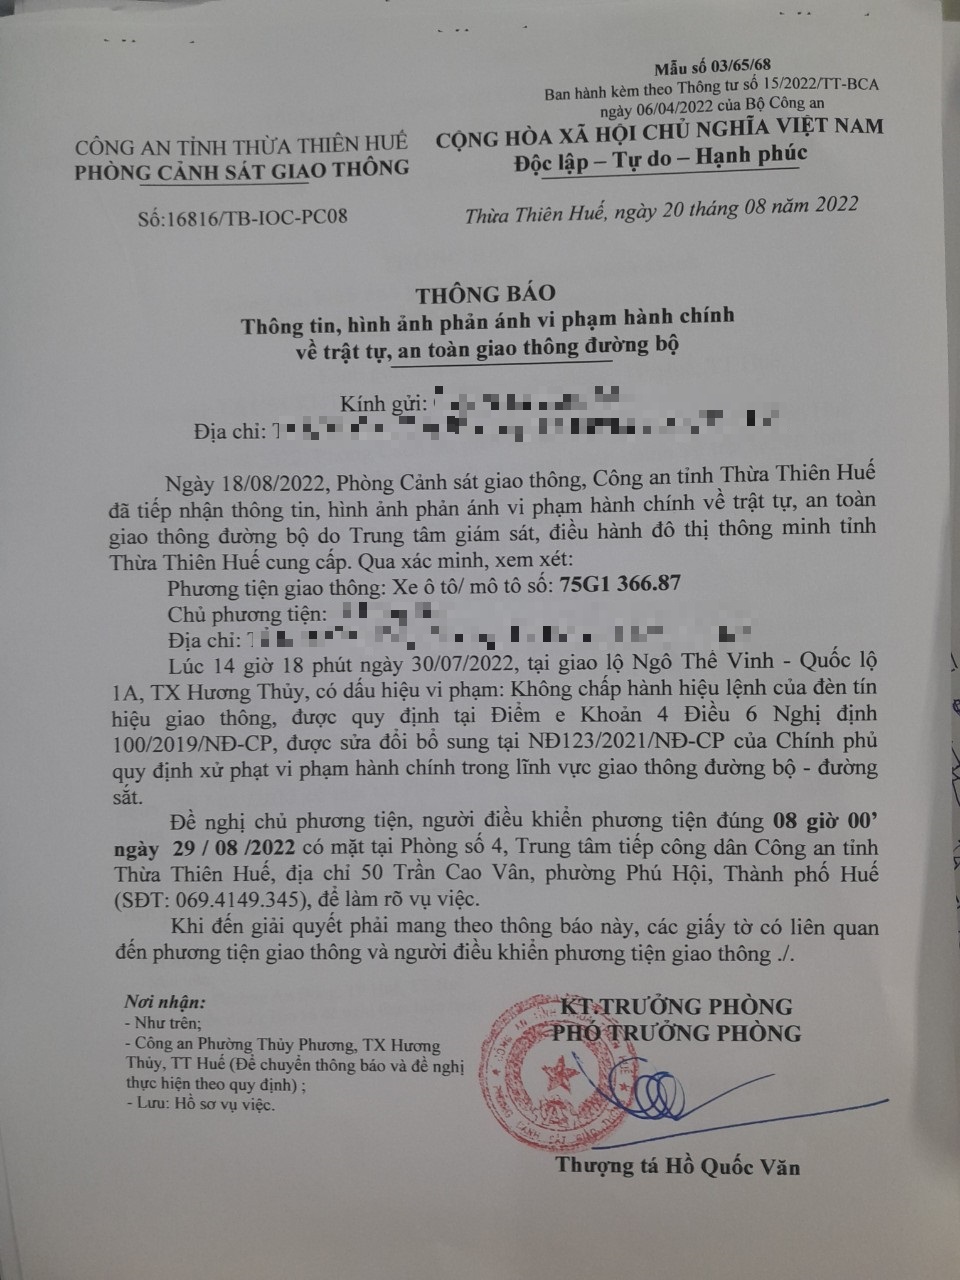 Mẫu số 03/65/68
Ban hành kèm theo Thông tư số 15/2022/TT-BCA
ngày 06/04/2022 của Bộ Công an
CÔNG AN TỈNH THỪA THIÊN HUẾ
PHÒNG CẢNH SÁT GIAO THÔNG
CỘNG HÒA XÃ HỘI CHỦ NGHĨA VIỆT NAM
Độc lập – Tự do – Hạnh phúc
Số:16816/TB-IOC-PC08
Thừa Thiên Huế, ngày 20 tháng 08 năm 2022
THÔNG BÁO
Thông tin, hình ảnh phản ánh vi phạm hành chính
về trật tự, an toàn giao thông đường bộ
Kính gửi:
Địa chỉ:
Ngày 18/08/2022, Phòng Cảnh sát giao thông, Công an tỉnh Thừa Thiên Huế
đã tiếp nhận thông tin, hình ảnh phản ánh vi phạm hành chính về trật tự, an toàn
giao thông đường bộ do Trung tâm giám sát, điều hành đô thị thông minh tỉnh
Thừa Thiên Huế cung cấp. Qua xác minh, xem xét:
Phương tiện giao thông: Xe ô tô/ mô tô số: 75G1 366.87
Chủ phương tiện:
Địa chỉ:
Lúc 14 giờ 18 phút ngày 30/07/2022, tại giao lộ Ngô Thế Vinh - Quốc lộ
1A, TX Hương Thủy, có dấu hiệu vi phạm: Không chấp hành hiệu lệnh của đèn tín
hiệu giao thông, được quy định tại Điểm e Khoản 4 Điều 6 Nghị định
100/2019/NĐ-CP, được sửa đổi bổ sung tại NĐ123/2021/NĐ-CP của Chính phủ
quy định xử phạt vi phạm hành chính trong lĩnh vực giao thông đường bộ - đường
sắt.
Đề nghị chủ phương tiện, người điều khiển phương tiện đúng 08 giờ 00’
ngày 29 / 08 /2022 có mặt tại Phòng số 4, Trung tâm tiếp công dân Công an tỉnh
Thừa Thiên Huế, địa chỉ 50 Trần Cao Vân, phường Phú Hội, Thành phố Huế
(SĐT: 069.4149.345), để làm rõ vụ việc.
Khi đến giải quyết phải mang theo thông báo này, các giấy tờ có liên quan
đến phương tiện giao thông và người điều khiển phương tiện giao thông ./.
Nơi nhận:
- Như trên;
- Công an Phường Thủy Phương, TX Hương
Thủy, TT Huế (Để chuyển thông báo và đề nghị
thực hiện theo quy định) ;
- Lưu: Hồ sơ vụ việc.
KT.TRƯỞNG PHÒNG
PHÓ TRƯỞNG PHÒNG
Thượng tá Hồ Quốc Văn